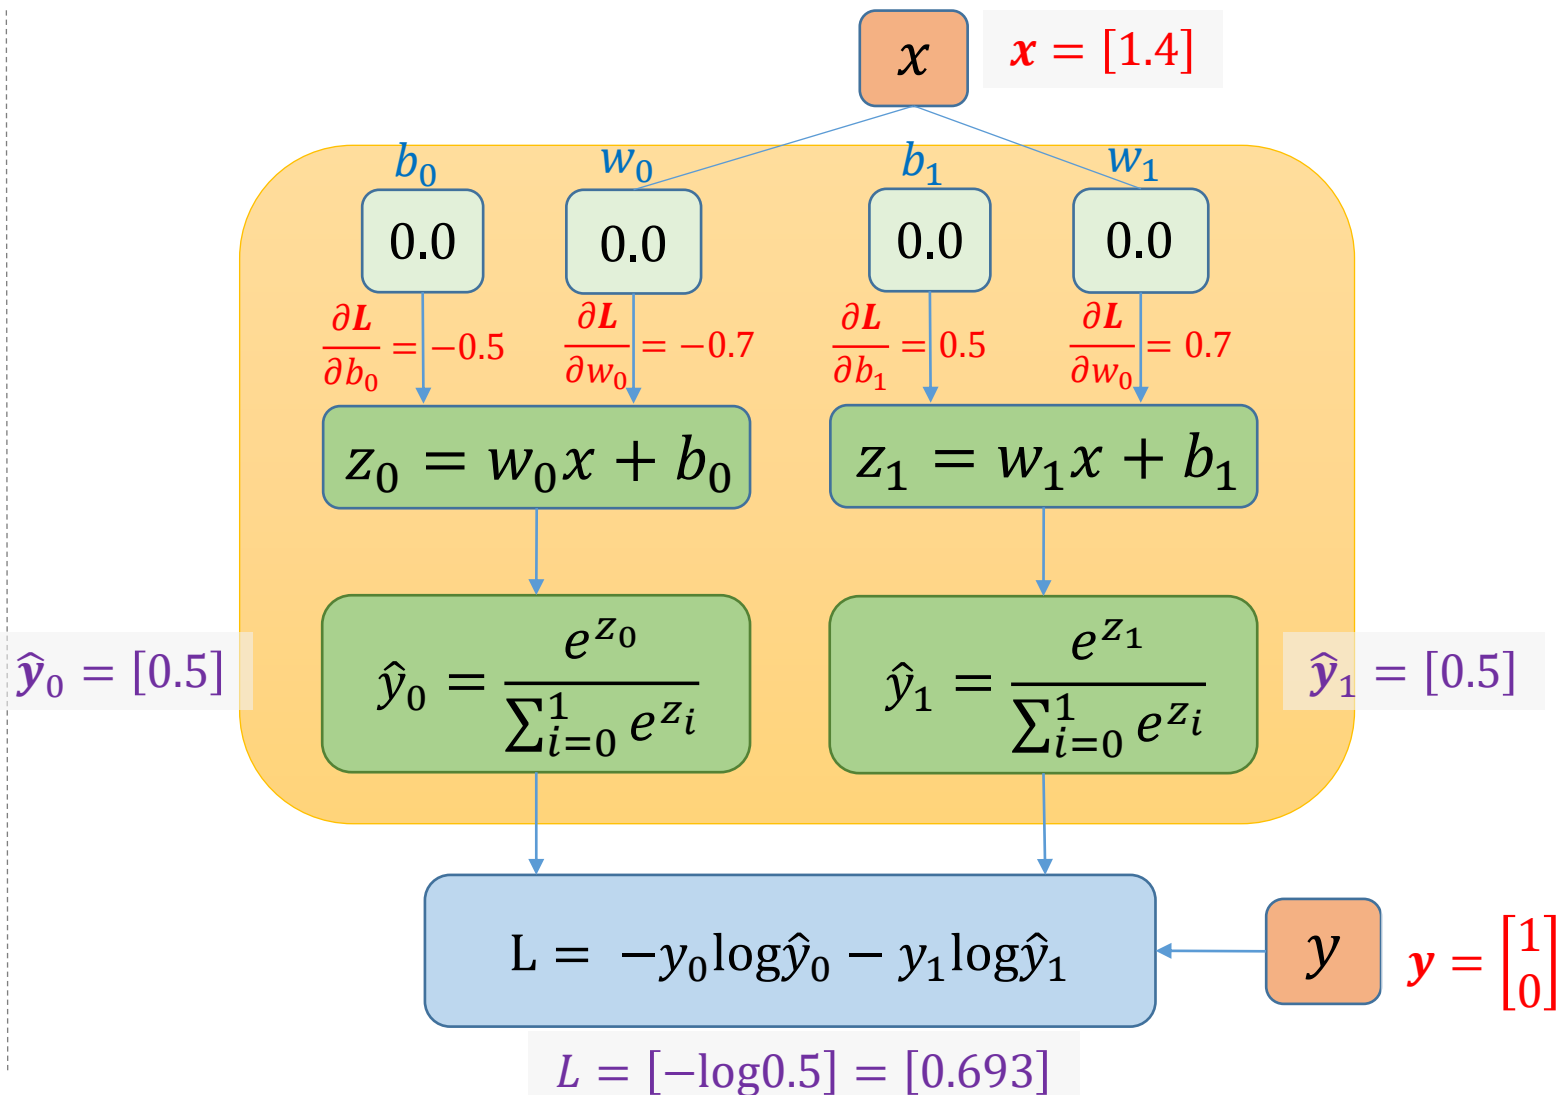 x
x = [1.4]
b₀ w₀ b₁ w₁
0.0 0.0 0.0 0.0
∂L/∂b₀ = −0.5 ∂L/∂w₀ = −0.7 ∂L/∂b₁ = 0.5 ∂L/∂w₀ = 0.7
z₀ = w₀x + b₀ z₁ = w₁x + b₁
ŷ₀ = [0.5] ŷ₀ = e^{z₀} / ∑_{i=0}^{1} e^{z_i} ŷ₁ = e^{z₁} / ∑_{i=0}^{1} e^{z_i} ŷ₁ = [0.5]
L = −y₀logŷ₀ − y₁logŷ₁
y
y = [1 0]
L = [−log0.5] = [0.693]